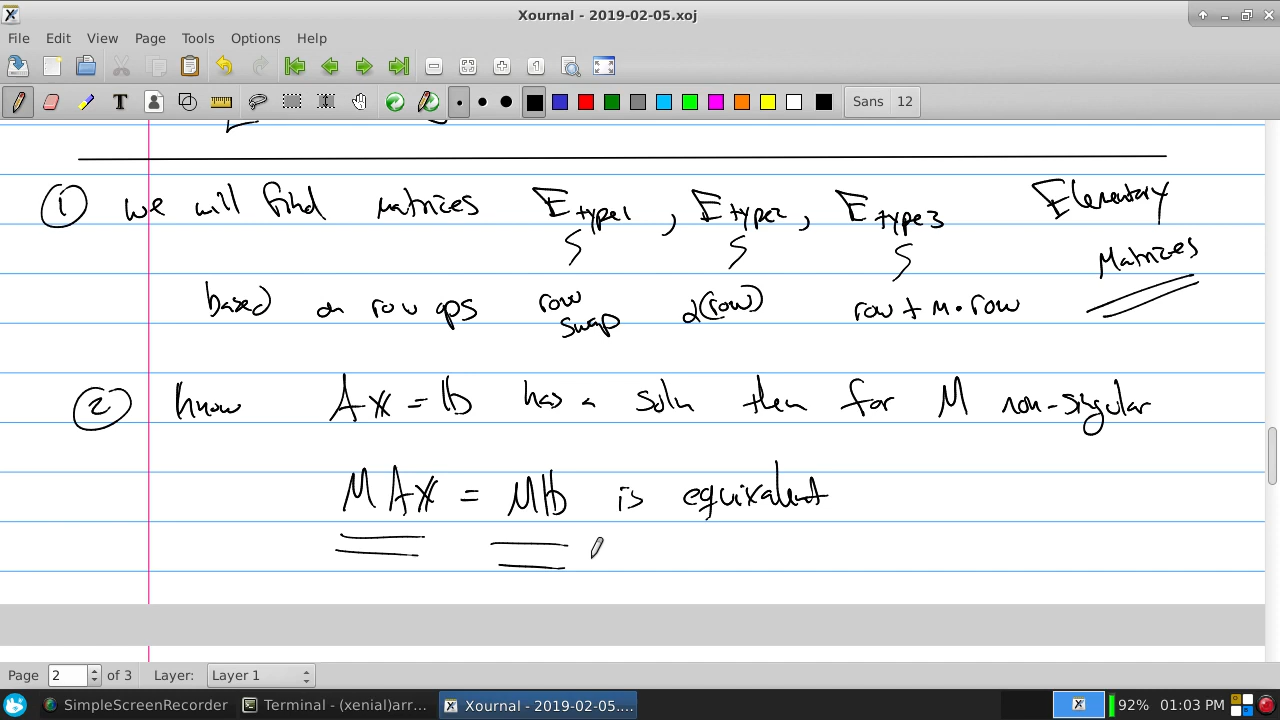 Xournal - 2019-02-05.xoj
File Edit View Page Tools Options Help
Sans 12
① we will find matrices E type1 , E type2 , E type3 Elementary
Matrices
based on row ops row swap α(row) row + m·row
② know Ax = b has a soln then for M non-singular
MAx = Mb is equivalent
Page 2 of 3 Layer: Layer 1
SimpleScreenRecorder Terminal - (xenial)arr... Xournal - 2019-02-05.... 92% 01:03 PM